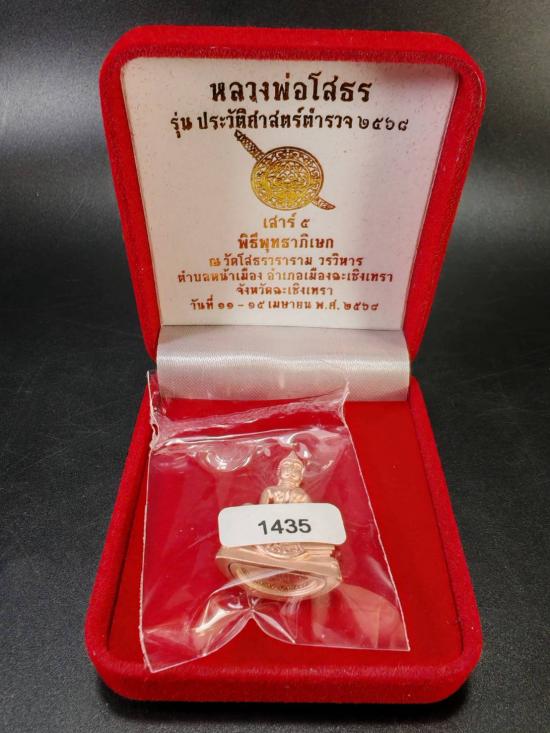 หลวงพ่อโสธร
รุ่น ประวัติศาสตร์ตำรวจ ๒๕๖๘
เสาร์ ๕
พิธีพุทธาภิเษก
ณ วัดโสธรวราราม วรวิหาร
ตำบลหน้าเมือง อำเภอเมืองฉะเชิงเทรา
จังหวัดฉะเชิงเทรา
วันที่ ๑๑ - ๑๕ เมษายน พ.ศ. ๒๕๖๘
1435